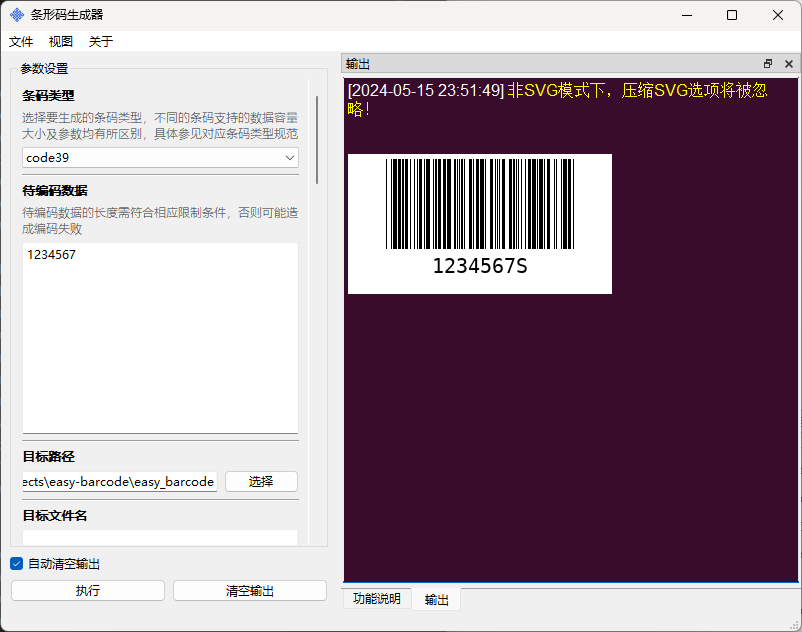 条形码生成器
文件 视图 关于
参数设置
条码类型
选择要生成的条码类型，不同的条码支持的数据容量
大小及参数均有所区别，具体参见对应条码类型规范
code39
待编码数据
待编码数据的长度需符合相应限制条件，否则可能造
成编码失败
1234567
目标路径
ects\easy-barcode\easy_barcode
选择
目标文件名
自动清空输出
执行
清空输出
输出
[2024-05-15 23:51:49] 非SVG模式下，压缩SVG选项将被忽
略！
1234567S
功能说明
输出